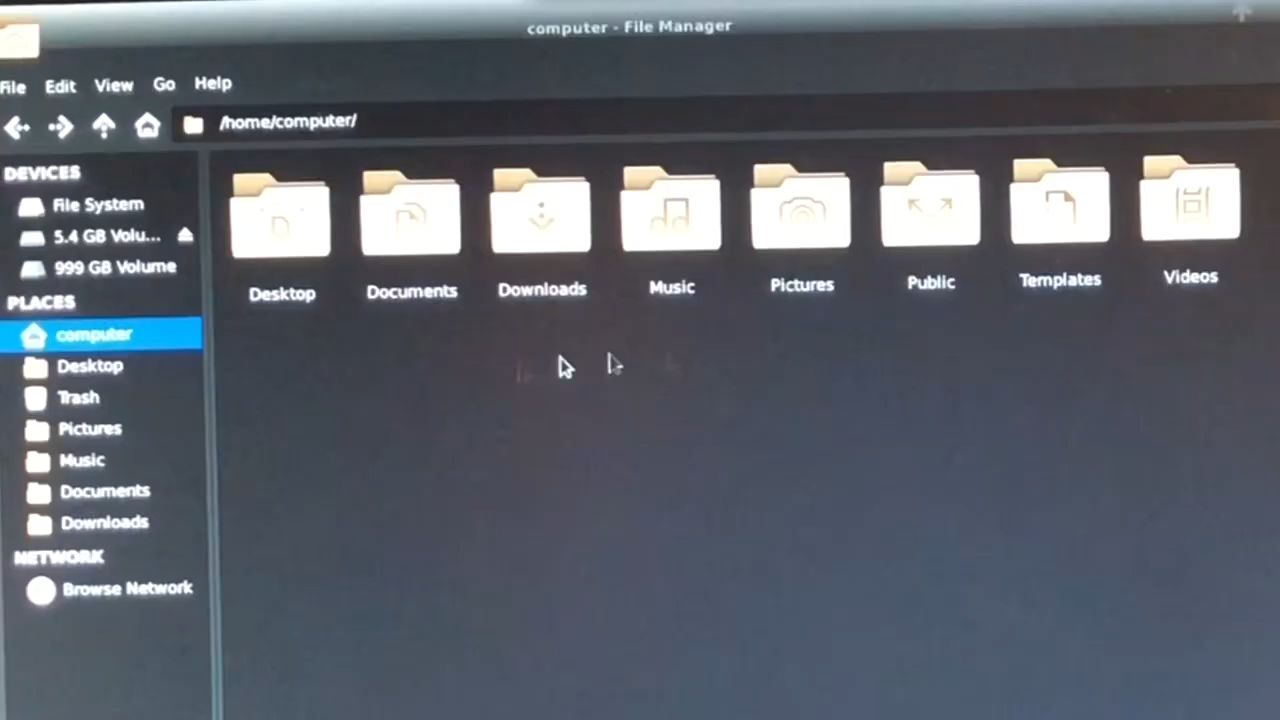 computer - File Manager
File Edit View Go Help
/home/computer/
DEVICES
File System
5.4 GB Volu...
999 GB Volume
PLACES
computer
Desktop
Trash
Pictures
Music
Documents
Downloads
NETWORK
Browse Network
Desktop Documents Downloads Music Pictures Public Templates Videos